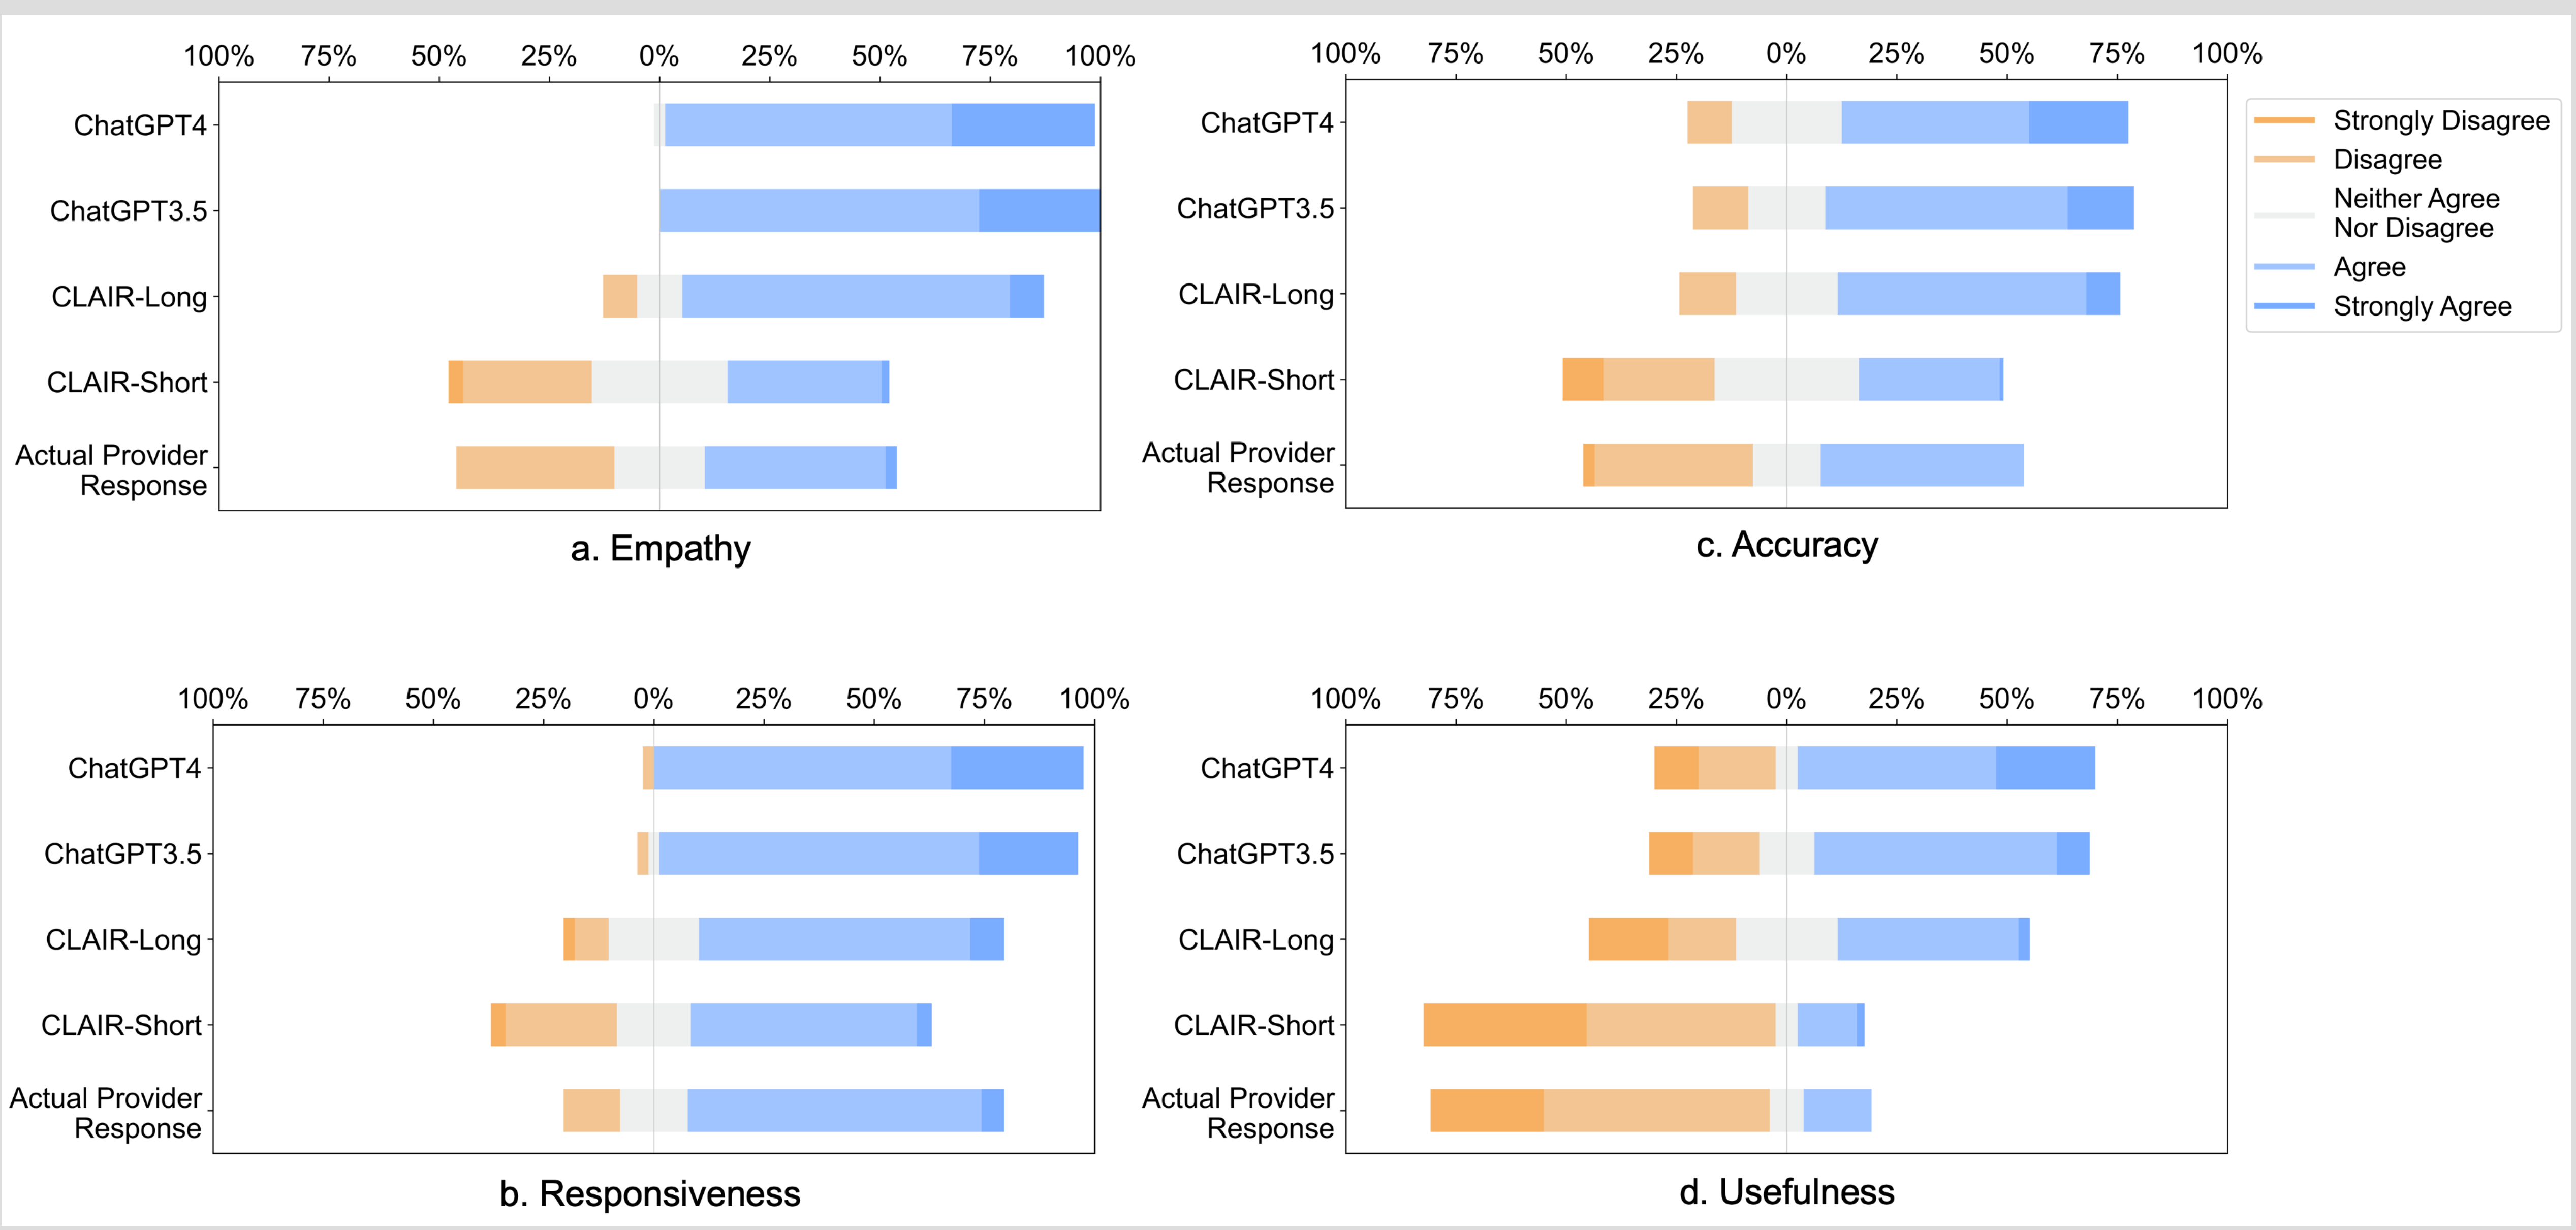 100% 75% 50% 25% 0% 25% 50% 75% 100%
ChatGPT4
ChatGPT3.5
CLAIR-Long
CLAIR-Short
Actual Provider
Response
a. Empathy
100% 75% 50% 25% 0% 25% 50% 75% 100%
ChatGPT4
ChatGPT3.5
CLAIR-Long
CLAIR-Short
Actual Provider
Response
c. Accuracy
Strongly Disagree
Disagree
Neither Agree
Nor Disagree
Agree
Strongly Agree
100% 75% 50% 25% 0% 25% 50% 75% 100%
ChatGPT4
ChatGPT3.5
CLAIR-Long
CLAIR-Short
Actual Provider
Response
b. Responsiveness
100% 75% 50% 25% 0% 25% 50% 75% 100%
ChatGPT4
ChatGPT3.5
CLAIR-Long
CLAIR-Short
Actual Provider
Response
d. Usefulness